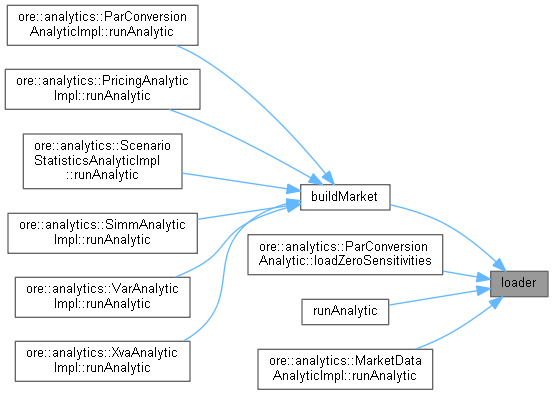 ore::analytics::ParConversion
AnalyticImpl::runAnalytic
ore::analytics::PricingAnalytic
Impl::runAnalytic
ore::analytics::Scenario
StatisticsAnalyticImpl
::runAnalytic
ore::analytics::SimmAnalytic
Impl::runAnalytic
ore::analytics::VarAnalytic
Impl::runAnalytic
ore::analytics::XvaAnalytic
Impl::runAnalytic
buildMarket
ore::analytics::ParConversion
Analytic::loadZeroSensitivities
runAnalytic
ore::analytics::MarketData
AnalyticImpl::runAnalytic
loader